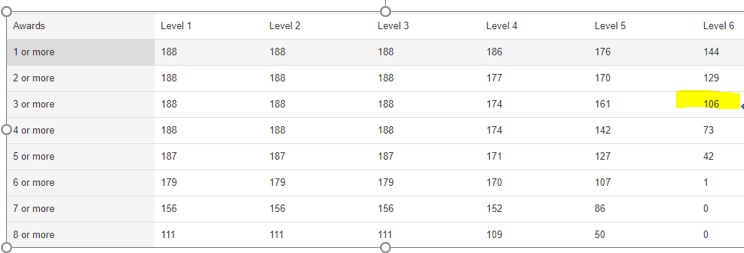 Awards Level 1 Level 2 Level 3 Level 4 Level 5 Level 6
1 or more 188 188 188 186 176 144
2 or more 188 188 188 177 170 129
3 or more 188 188 188 174 161 106
4 or more 188 188 188 174 142 73
5 or more 187 187 187 171 127 42
6 or more 179 179 179 170 107 1
7 or more 156 156 156 152 86 0
8 or more 111 111 111 109 50 0